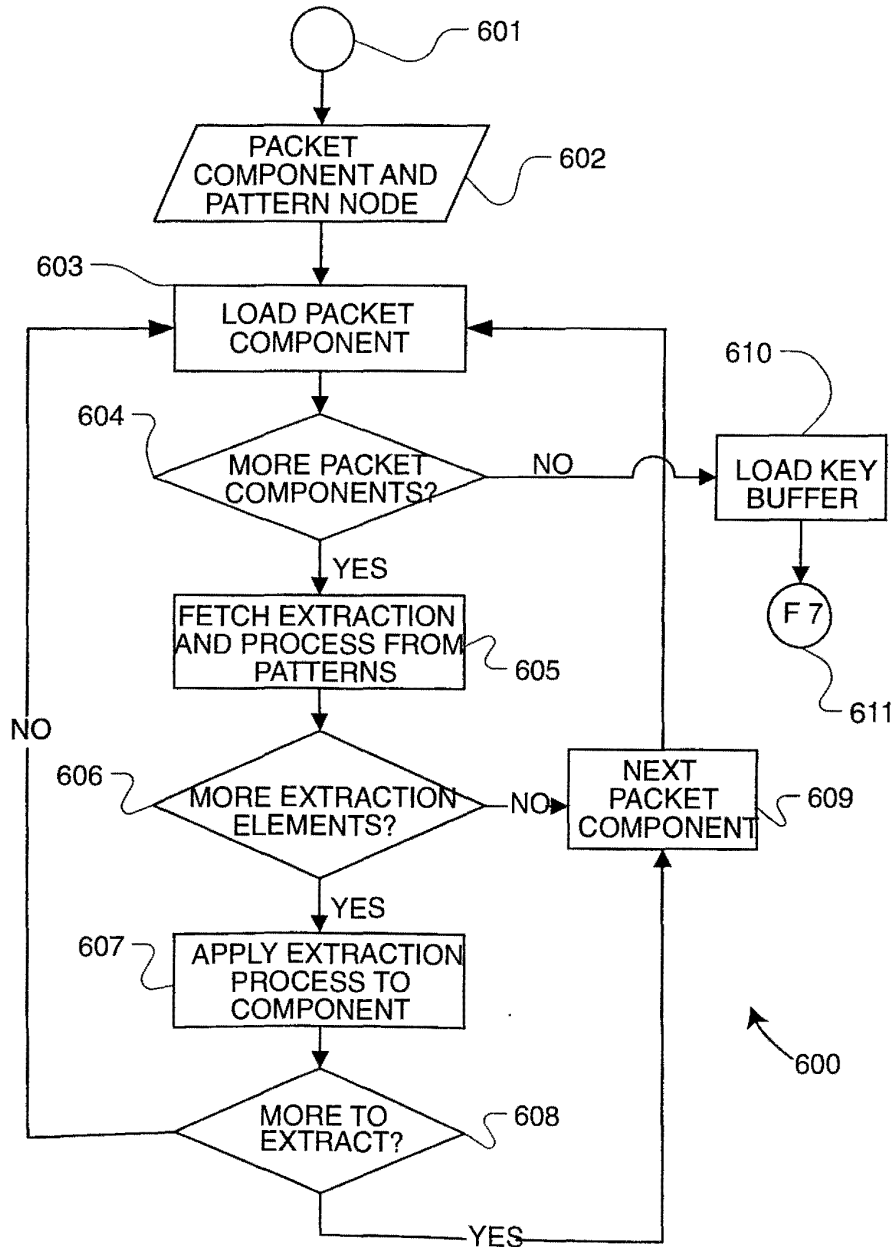 601
PACKET
COMPONENT AND
PATTERN NODE
602
603
LOAD PACKET
COMPONENT
610
604
MORE PACKET
COMPONENTS?
NO
LOAD KEY
BUFFER
YES
FETCH EXTRACTION
AND PROCESS FROM
PATTERNS
605
F 7
611
NO
606
MORE EXTRACTION
ELEMENTS?
NO
NEXT
PACKET
COMPONENT
609
YES
607
APPLY EXTRACTION
PROCESS TO
COMPONENT
600
MORE TO
EXTRACT?
608
YES